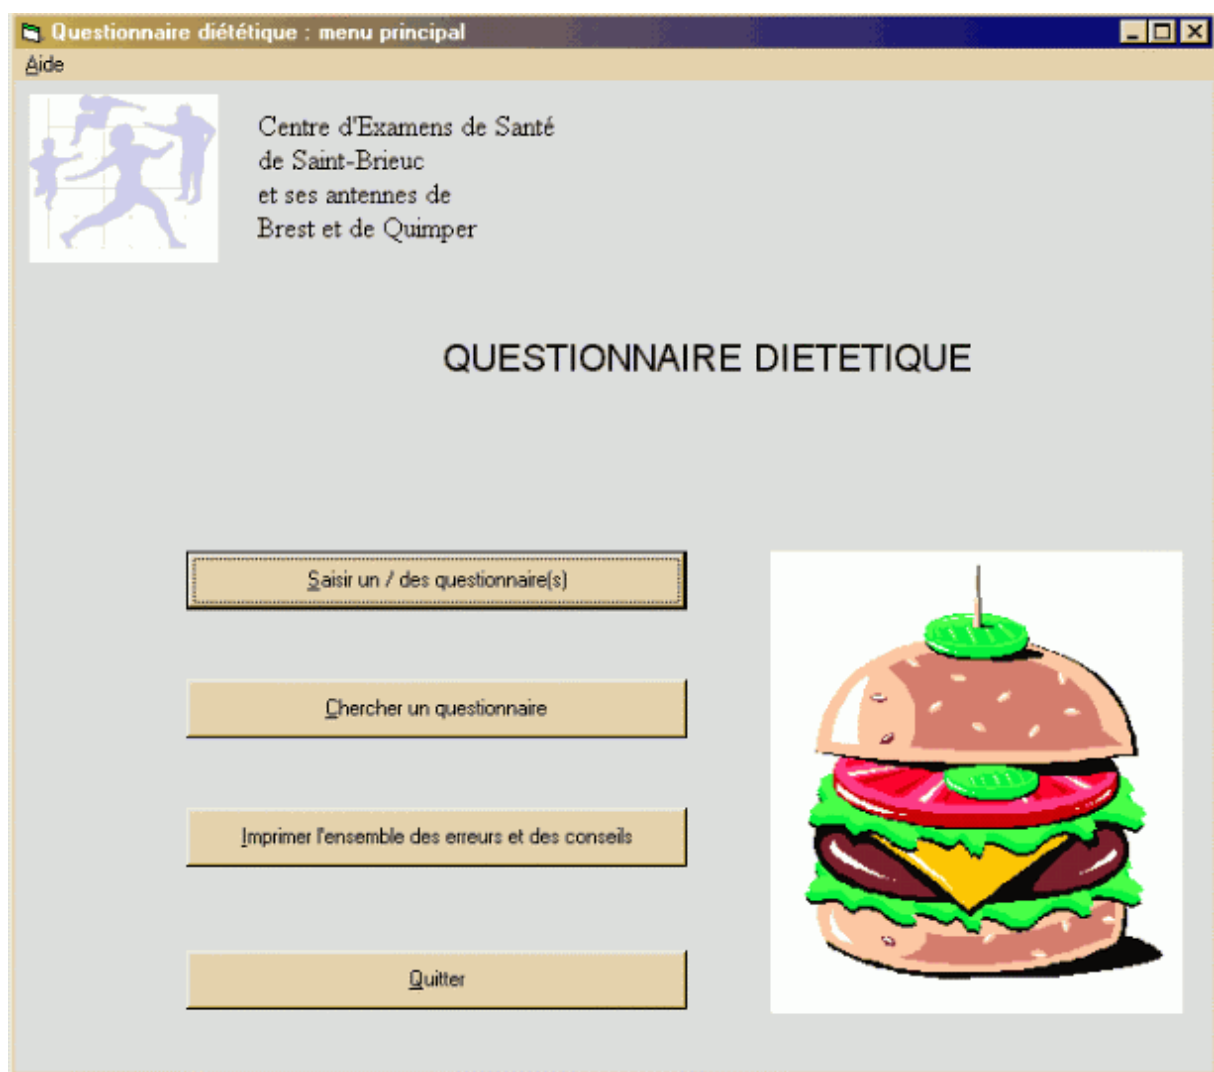 Questionnaire diététique : menu principal
Aide
Centre d'Examens de Santé
de Saint-Brieuc
et ses antennes de
Brest et de Quimper
QUESTIONNAIRE DIETETIQUE
Saisir un / des questionnaire(s)
Chercher un questionnaire
Imprimer l'ensemble des erreurs et des conseils
Quitter